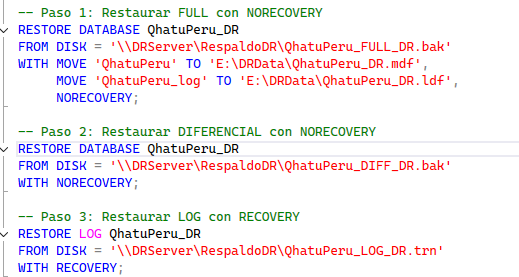 -- Paso 1: Restaurar FULL con NORECOVERY
RESTORE DATABASE QhatuPeru_DR
FROM DISK = '\\DRServer\RespaldoDR\QhatuPeru_FULL_DR.bak'
WITH MOVE 'QhatuPeru' TO 'E:\DRData\QhatuPeru_DR.mdf',
     MOVE 'QhatuPeru_log' TO 'E:\DRData\QhatuPeru_DR.ldf',
     NORECOVERY;
-- Paso 2: Restaurar DIFERENCIAL con NORECOVERY
RESTORE DATABASE QhatuPeru_DR
FROM DISK = '\\DRServer\RespaldoDR\QhatuPeru_DIFF_DR.bak'
WITH NORECOVERY;
-- Paso 3: Restaurar LOG con RECOVERY
RESTORE LOG QhatuPeru_DR
FROM DISK = '\\DRServer\RespaldoDR\QhatuPeru_LOG_DR.trn'
WITH RECOVERY;